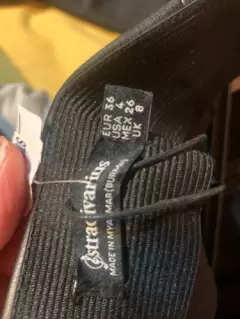 EUR 36
USA 4
MEX 26
UK 8
stradivarius
MADE IN MYANMAR (BURMA)